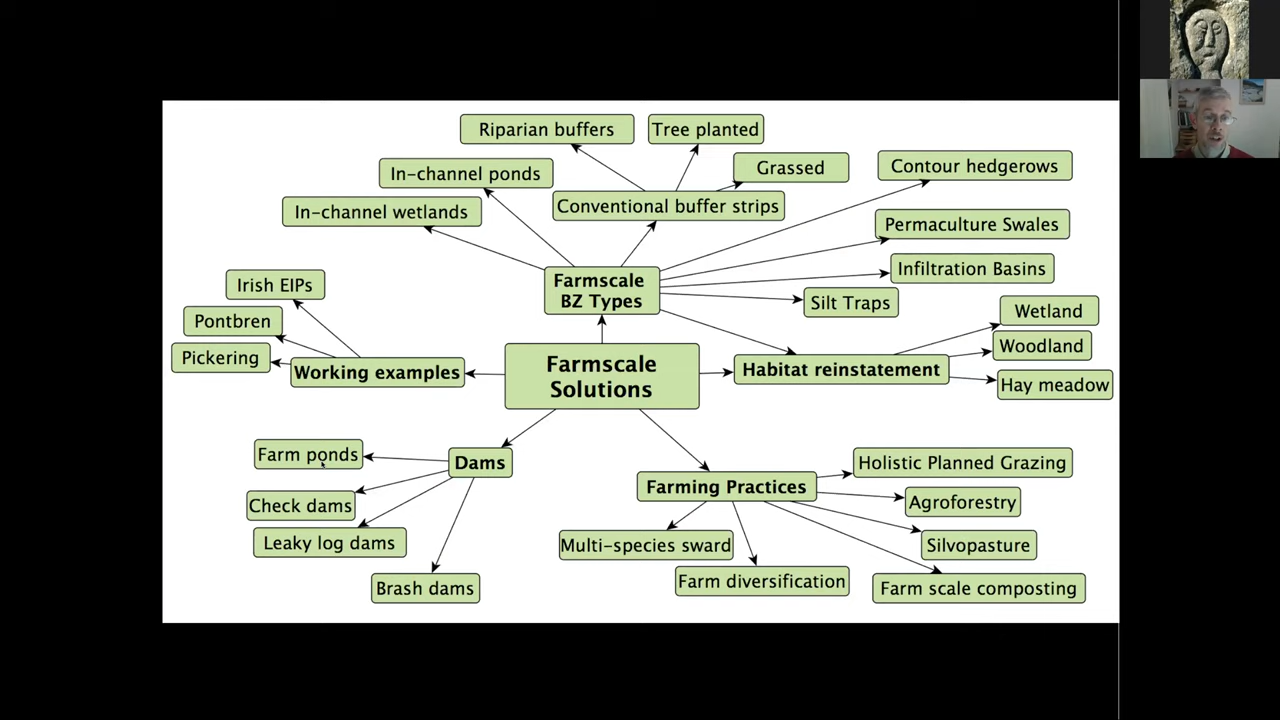 Riparian buffers
Tree planted
Grassed
Contour hedgerows
In-channel ponds
In-channel wetlands
Conventional buffer strips
Permaculture Swales
Farmscale
BZ Types
Infiltration Basins
Silt Traps
Irish EIPs
Pontbren
Pickering
Working examples
Farmscale
Solutions
Habitat reinstatement
Wetland
Woodland
Hay meadow
Farm ponds
Dams
Check dams
Leaky log dams
Brash dams
Farming Practices
Holistic Planned Grazing
Agroforestry
Silvopasture
Multi-species sward
Farm diversification
Farm scale composting